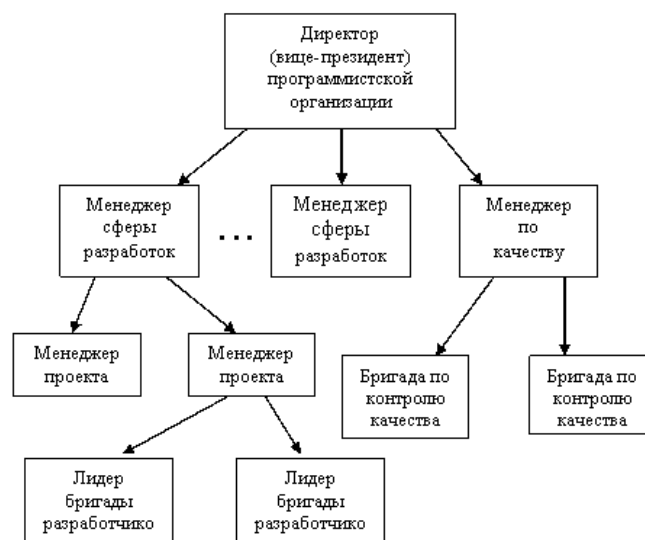 Директор
(вице-президент)
программистской
организации
Менеджер
сферы
разработок
...
Менеджер
сферы
разработок
Менеджер
по
качеству
Менеджер
проекта
Менеджер
проекта
Бригада по
контролю
качества
Бригада по
контролю
качества
Лидер
бригады
разработчико
Лидер
бригады
разработчико